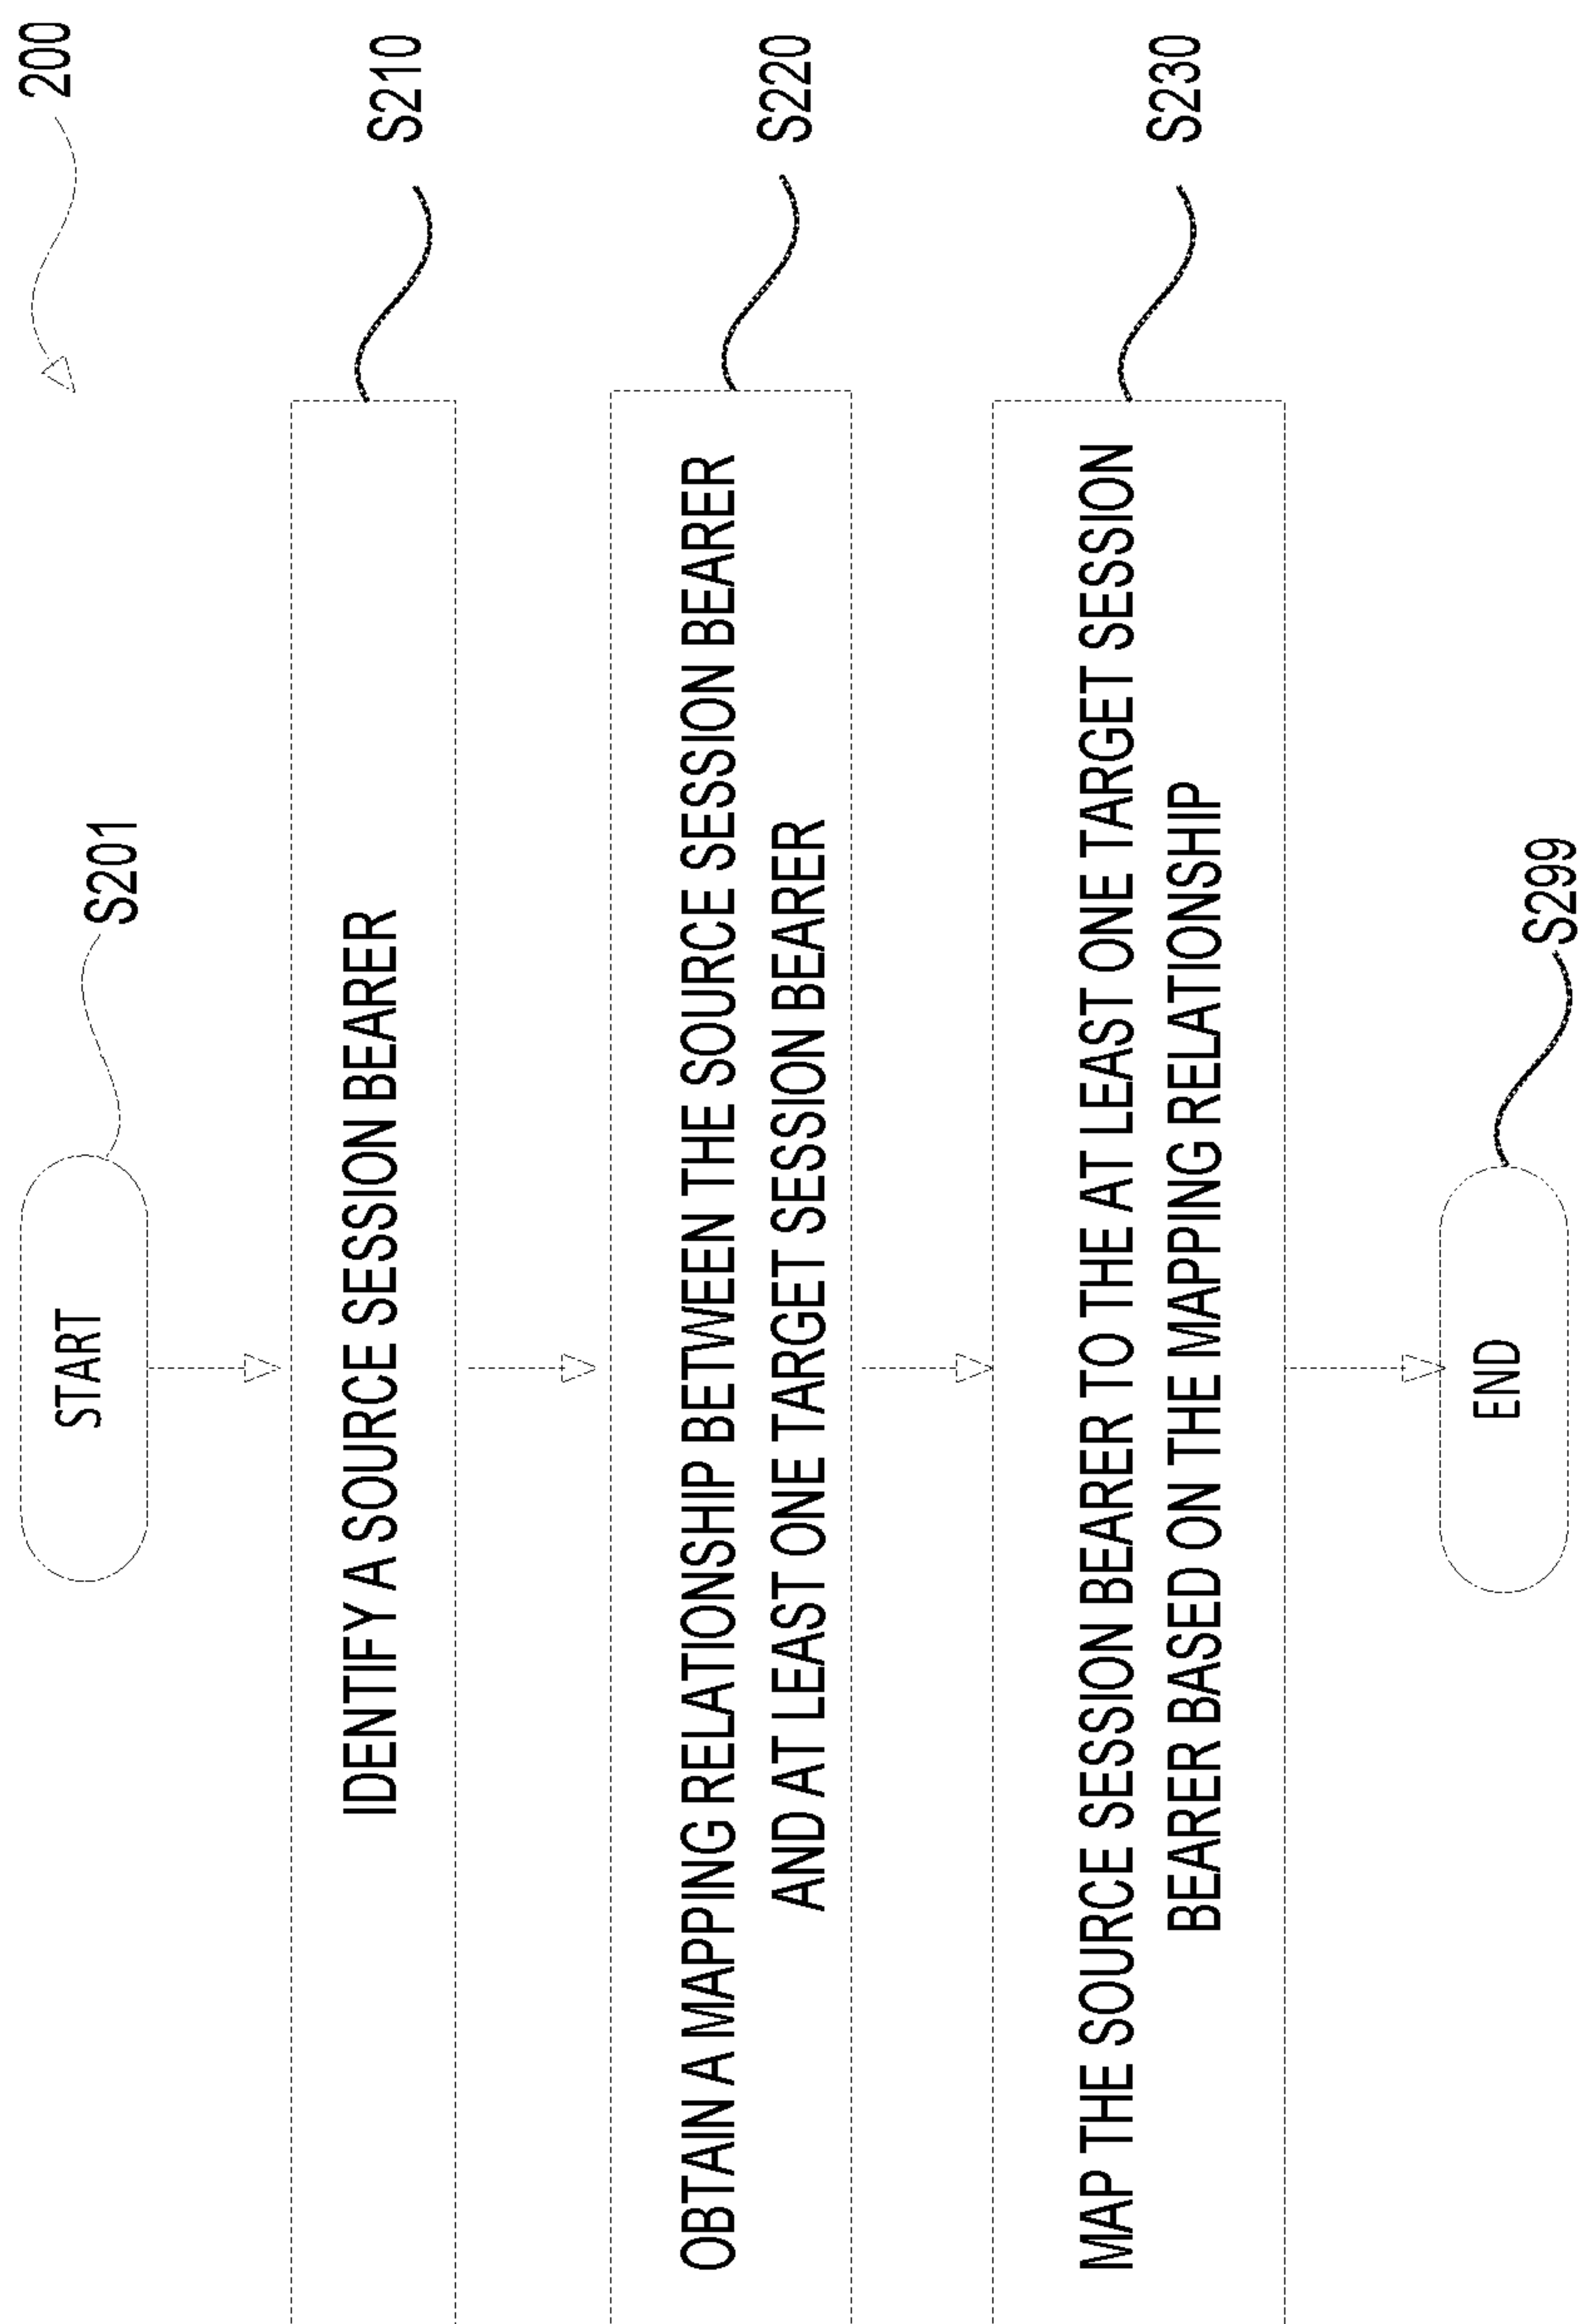 200
START
S201
IDENTIFY A SOURCE SESSION BEARER
S210
OBTAIN A MAPPING RELATIONSHIP BETWEEN THE SOURCE SESSION BEARER
AND AT LEAST ONE TARGET SESSION BEARER
S220
MAP THE SOURCE SESSION BEARER TO THE AT LEAST ONE TARGET SESSION
BEARER BASED ON THE MAPPING RELATIONSHIP
S230
END
S299